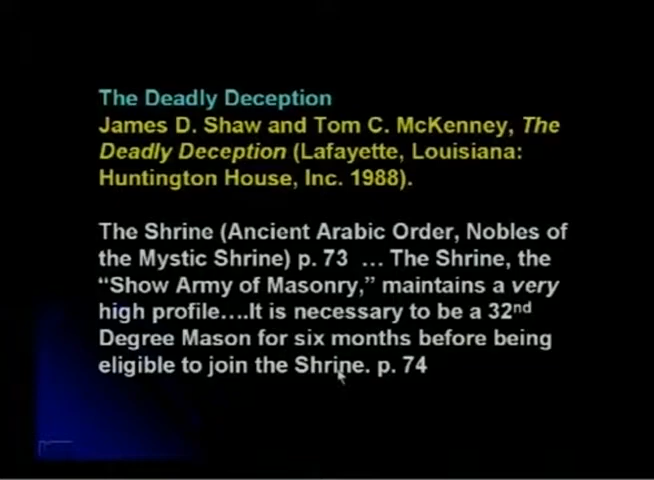 The Deadly Deception
James D. Shaw and Tom C. McKenney, The
Deadly Deception (Lafayette, Louisiana:
Huntington House, Inc. 1988).
The Shrine (Ancient Arabic Order, Nobles of
the Mystic Shrine) p. 73 … The Shrine, the
“Show Army of Masonry,” maintains a very
high profile….It is necessary to be a 32nd
Degree Mason for six months before being
eligible to join the Shrine. p. 74